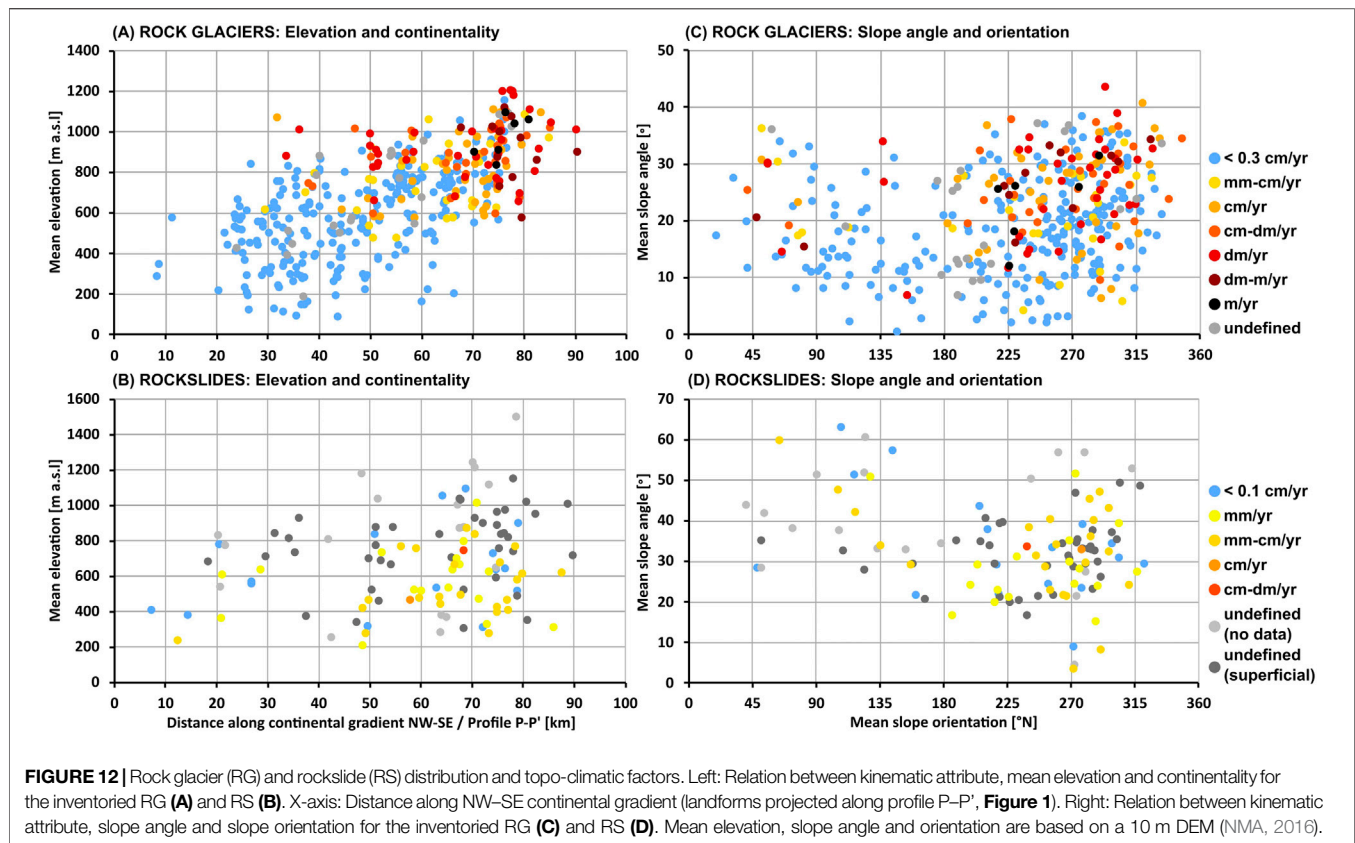 (A) ROCK GLACIERS: Elevation and continentality
1400
1200
1000
800
600
400
200
0
Mean elevation [m a.s.l]
0 10 20 30 40 50 60 70 80 90 100
(C) ROCK GLACIERS: Slope angle and orientation
50
40
30
20
10
0
Mean slope angle [°]
0 45 90 135 180 225 270 315 360
< 0.3 cm/yr
mm-cm/yr
cm/yr
cm-dm/yr
dm/yr
dm-m/yr
m/yr
undefined
(B) ROCKSLIDES: Elevation and continentality
1600
1400
1200
1000
800
600
400
200
0
Mean elevation [m a.s.l]
0 10 20 30 40 50 60 70 80 90 100
Distance along continental gradient NW-SE / Profile P-P' [km]
(D) ROCKSLIDES: Slope angle and orientation
70
60
50
40
30
20
10
0
Mean slope angle [°]
0 45 90 135 180 225 270 315 360
Mean slope orientation [°N]
< 0.1 cm/yr
mm/yr
mm-cm/yr
cm/yr
cm-dm/yr
undefined
(no data)
undefined
(superficial)
FIGURE 12 | Rock glacier (RG) and rockslide (RS) distribution and topo-climatic factors. Left: Relation between kinematic attribute, mean elevation and continentality for
the inventoried RG (A) and RS (B). X-axis: Distance along NW–SE continental gradient (landforms projected along profile P–P', Figure 1). Right: Relation between kinematic
attribute, slope angle and slope orientation for the inventoried RG (C) and RS (D). Mean elevation, slope angle and orientation are based on a 10 m DEM (NMA, 2016).